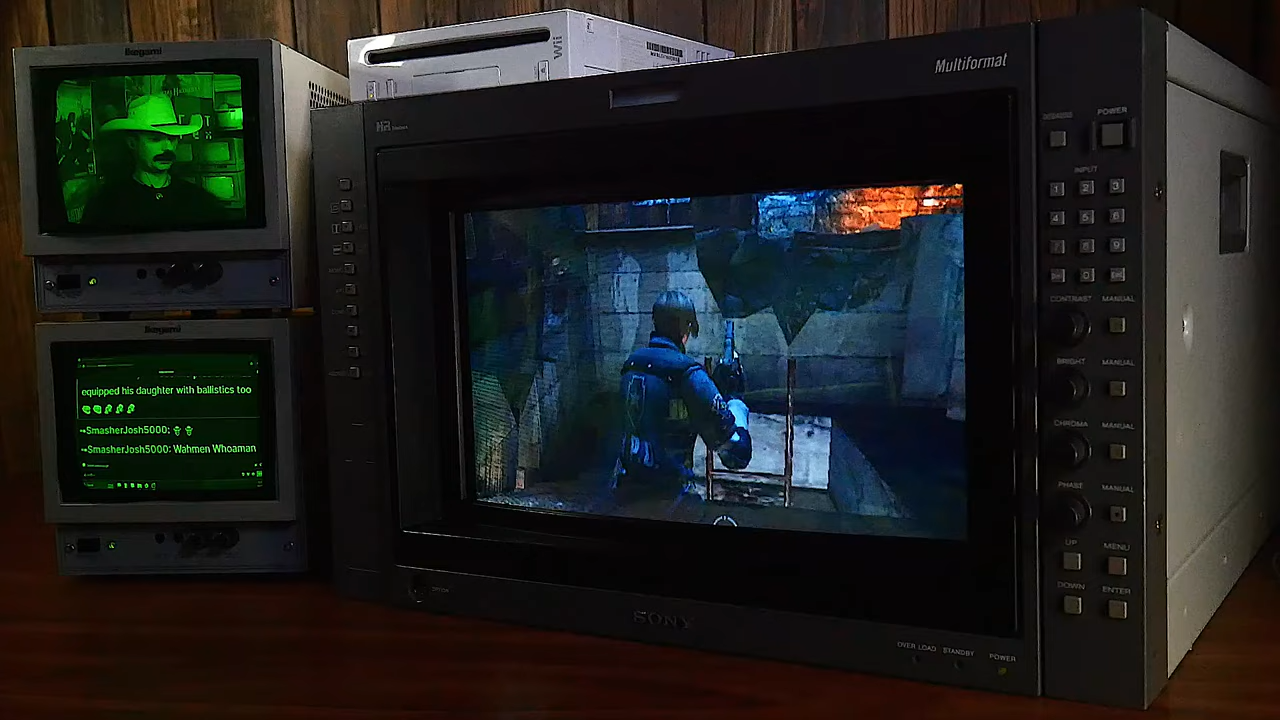 Ikegami
Wii
HR Trinitron
Multiformat
POWER
INPUT
1 2 3
4 5 6
7 8 9
0
CONTRAST MANUAL
BRIGHT MANUAL
CHROMA MANUAL
PHASE MANUAL
UP MENU
DOWN ENTER
Ikegami
equipped his daughter with ballistics too
SmasherJosh5000:
SmasherJosh5000: Wahmen Whoaman
SONY
OVER LOAD STANDBY POWER